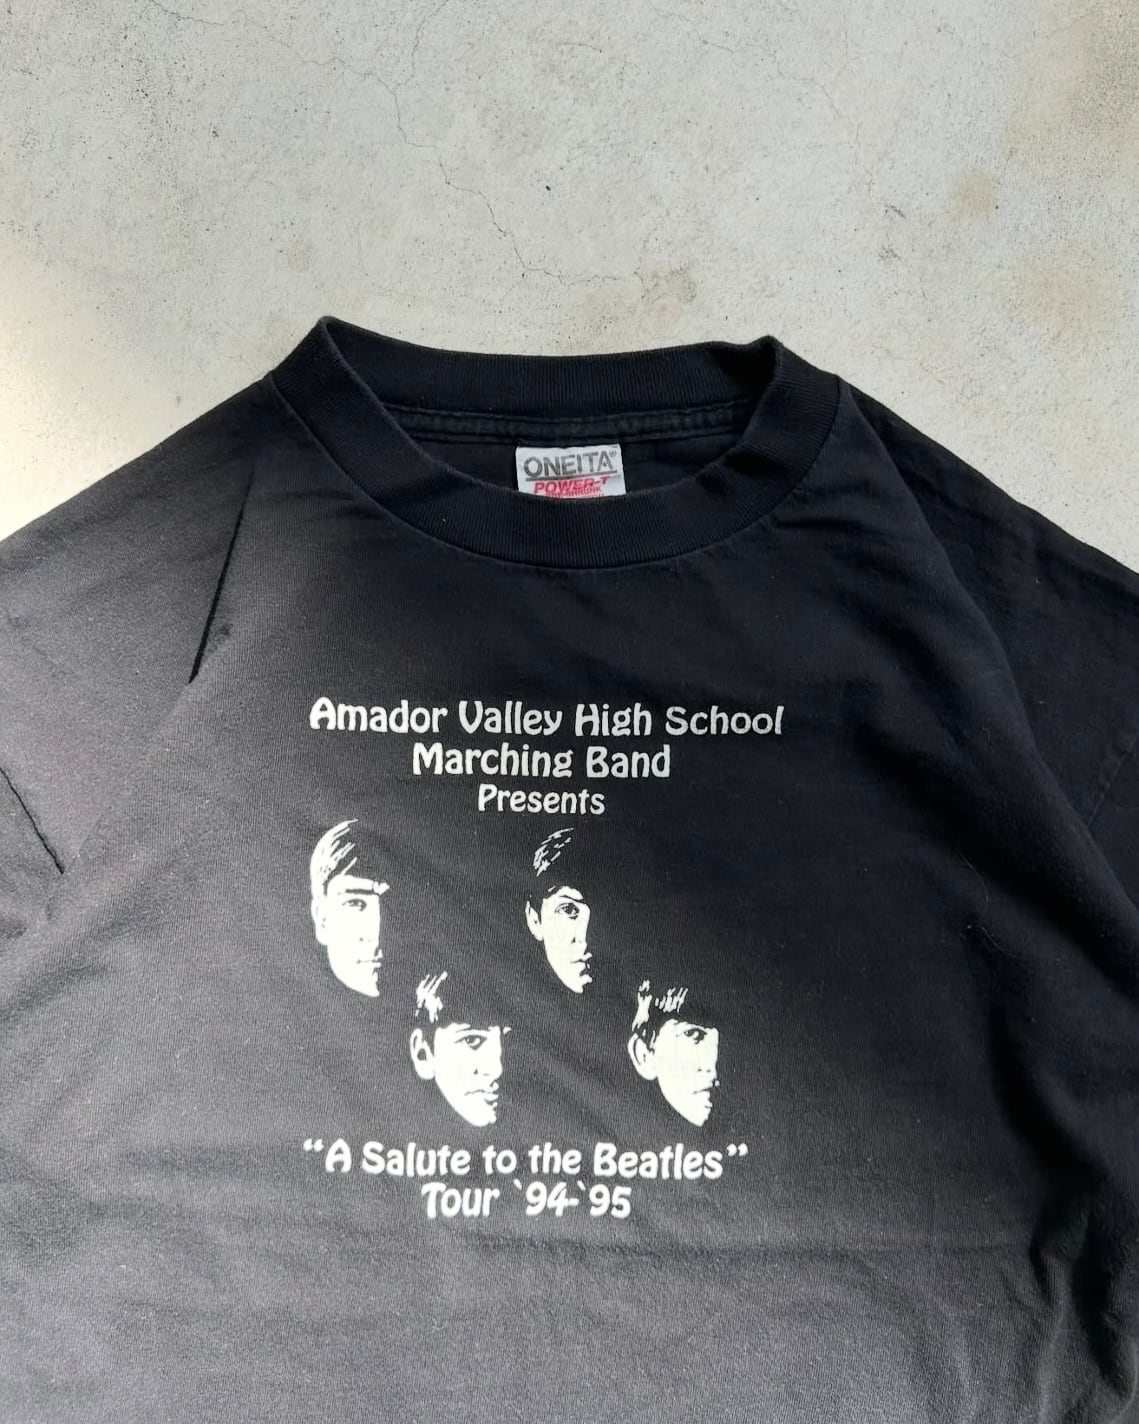 ONEITA®
POWER-T
Amador Valley High School
Marching Band
Presents
“A Salute to the Beatles”
Tour `94-`95